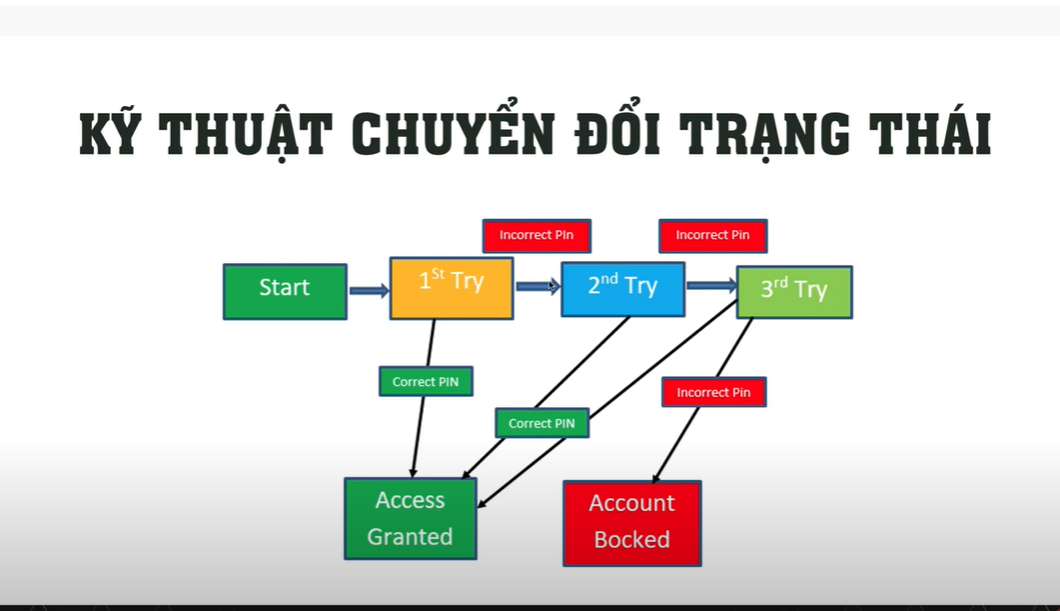 KỸ THUẬT CHUYỂN ĐỔI TRẠNG THÁI
Incorrect PIn
Incorrect Pin
Start
1St Try
2nd Try
3rd Try
Correct PIN
Incorrect Pin
Correct PIN
Access
Granted
Account
Bocked